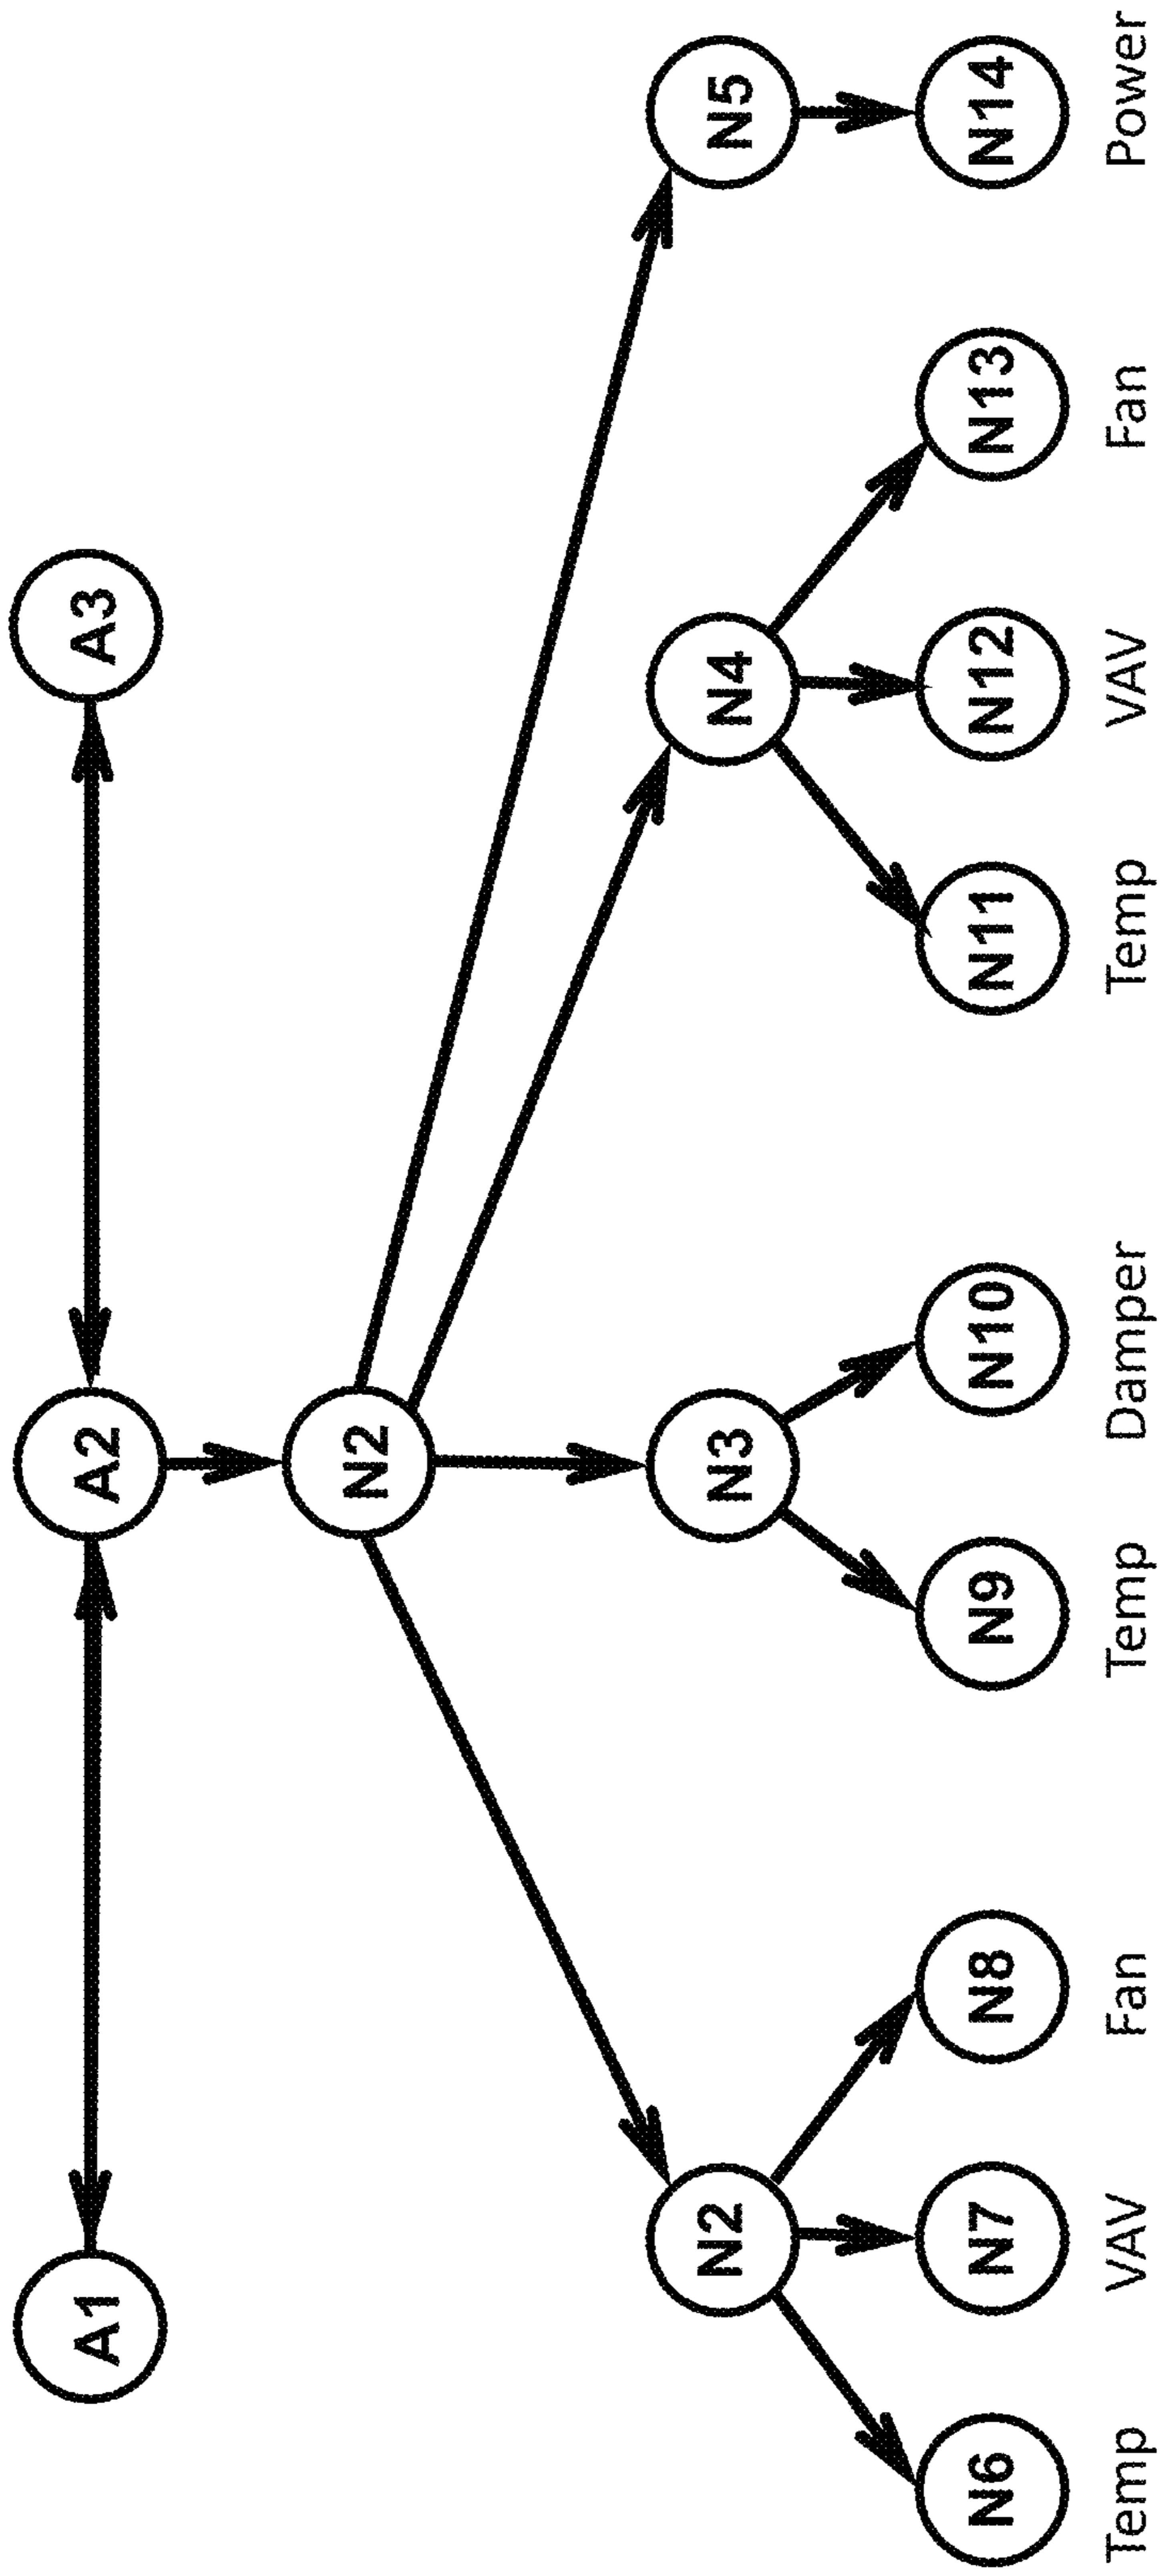 A1
A2
A3
N2
N2
N3
N4
N5
N6
N7
N8
N9
N10
N11
N12
N13
N14
Temp
VAV
Fan
Temp
Damper
Temp
VAV
Fan
Power